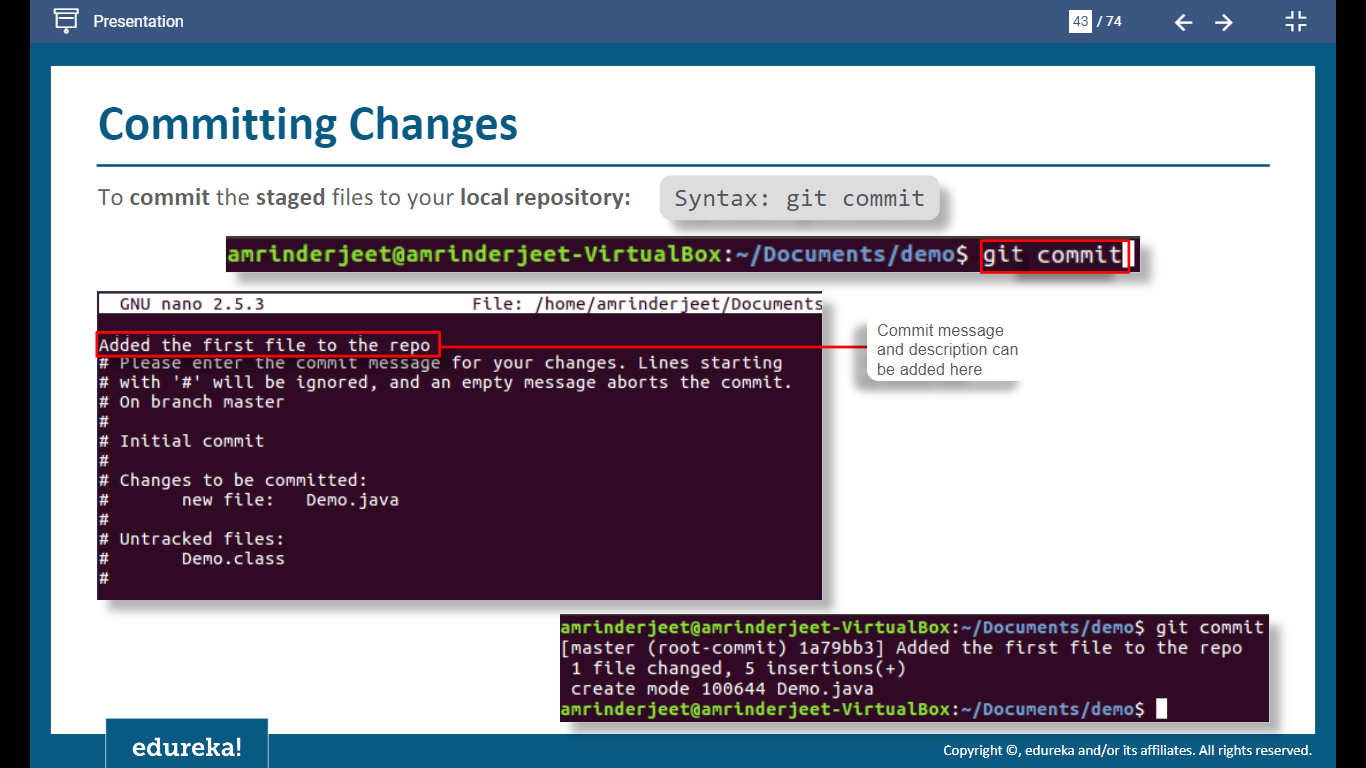 Presentation
43 / 74
Committing Changes
To commit the staged files to your local repository:
Syntax: git commit
amrinderjeet@amrinderjeet-VirtualBox:~/Documents/demo$ git commit
GNU nano 2.5.3 File: /home/amrinderjeet/Documents
Added the first file to the repo
# Please enter the commit message for your changes. Lines starting
# with '#' will be ignored, and an empty message aborts the commit.
# On branch master
#
# Initial commit
#
# Changes to be committed:
# new file: Demo.java
#
# Untracked files:
# Demo.class
#
Commit message
and description can
be added here
amrinderjeet@amrinderjeet-VirtualBox:~/Documents/demo$ git commit
[master (root-commit) 1a79bb3] Added the first file to the repo
1 file changed, 5 insertions(+)
create mode 100644 Demo.java
amrinderjeet@amrinderjeet-VirtualBox:~/Documents/demo$
edureka!
Copyright ©, edureka and/or its affiliates. All rights reserved.